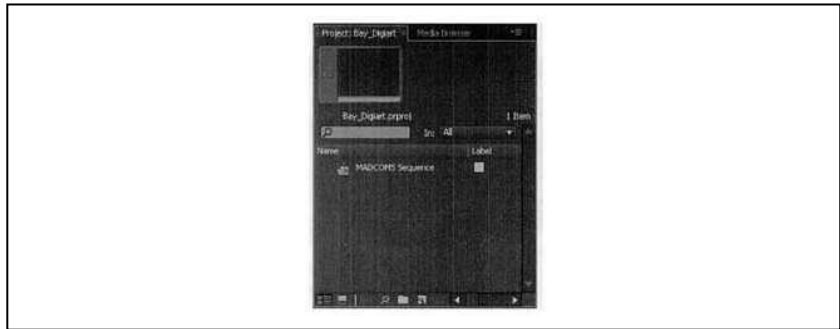 Project: Bay_Digiart × Media Browser
Bay_Digiart.prproj 1 Item
In: All
Name Label
MADCOMS Sequence